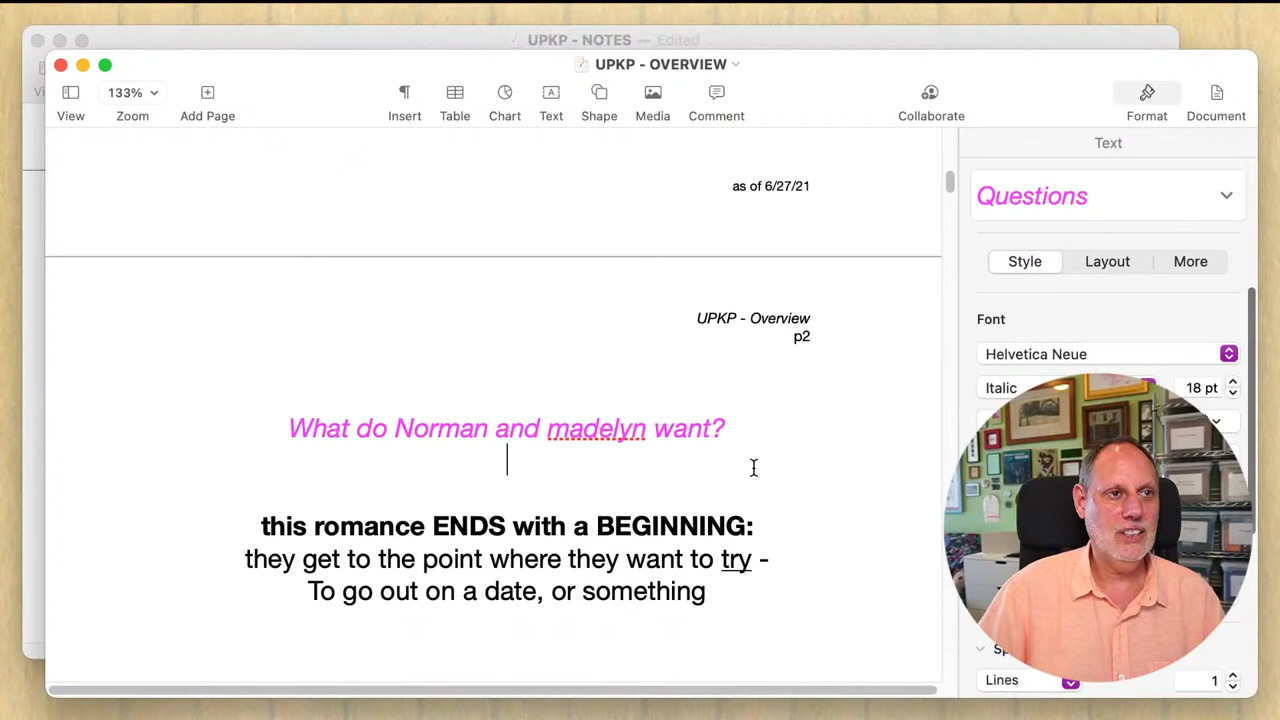 UPKP - NOTES — Edited
UPKP - OVERVIEW
133%
View
Zoom
Add Page
Insert
Table
Chart
Text
Shape
Media
Comment
Collaborate
Format
Document
Text
as of 6/27/21
Questions
Style
Layout
More
UPKP - Overview
p2
Font
Helvetica Neue
Italic
18 pt
What do Norman and madelyn want?
this romance ENDS with a BEGINNING:
they get to the point where they want to try -
To go out on a date, or something
Lines
1